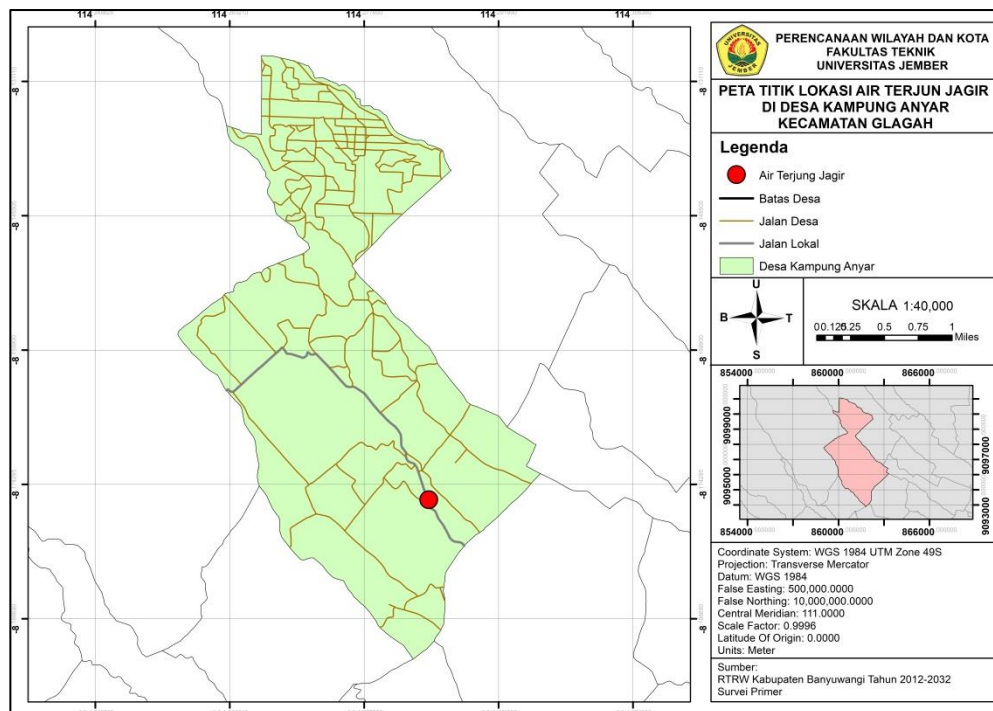 114
114
114
114
114
-8
-8
-8
-8
-8
UNIVERSITAS
JEMBER
PERENCANAAN WILAYAH DAN KOTA
FAKULTAS TEKNIK
UNIVERSITAS JEMBER
PETA TITIK LOKASI AIR TERJUN JAGIR
DI DESA KAMPUNG ANYAR
KECAMATAN GLAGAH
Legenda
Air Terjung Jagir
Batas Desa
Jalan Desa
Jalan Lokal
Desa Kampung Anyar
U
B
T
S
SKALA 1:40,000
0 0.125 0.25 0.5 0.75 1
Miles
854000 860000 866000
9099000
9097000
9095000
9093000
854000 860000 866000
Coordinate System: WGS 1984 UTM Zone 49S
Projection: Transverse Mercator
Datum: WGS 1984
False Easting: 500,000.0000
False Northing: 10,000,000.0000
Central Meridian: 111.0000
Scale Factor: 0.9996
Latitude Of Origin: 0.0000
Units: Meter
Sumber:
RTRW Kabupaten Banyuwangi Tahun 2012-2032
Survei Primer